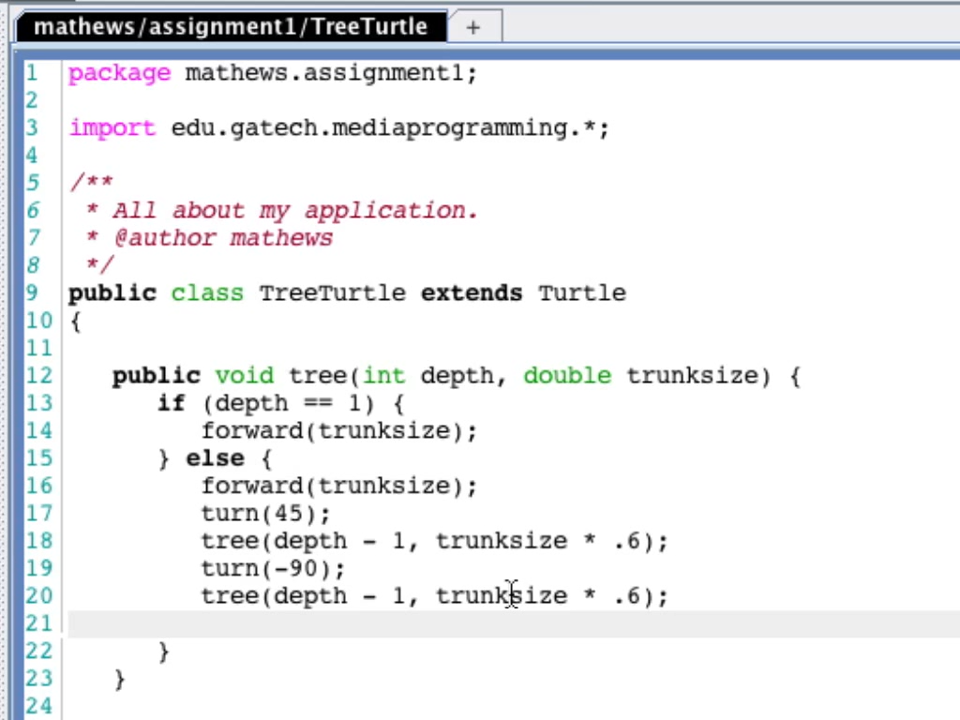 mathews/assignment1/TreeTurtle +
1 package mathews.assignment1;
2
3 import edu.gatech.mediaprogramming.*;
4
5 /**
6  * All about my application.
7  * @author mathews
8  */
9 public class TreeTurtle extends Turtle
10 {
11
12    public void tree(int depth, double trunksize) {
13       if (depth == 1) {
14          forward(trunksize);
15       } else {
16          forward(trunksize);
17          turn(45);
18          tree(depth - 1, trunksize * .6);
19          turn(-90);
20          tree(depth - 1, trunksize * .6);
21
22       }
23    }
24